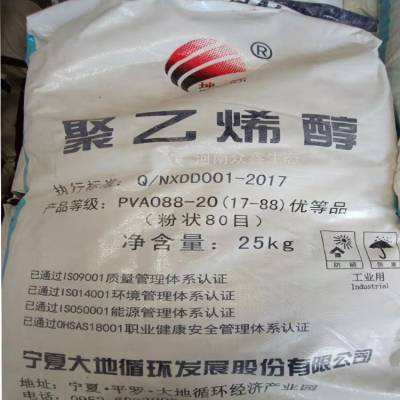 ®
聚乙烯醇
执行标准: Q/NXDD001-2017
产品等级: PVA088-20(17-88)优等品
(粉状80目)
净含量: 25kg
防晒
工业用
Industrial
已通过ISO9001质量管理体系认证
已通过ISO14001环境管理体系认证
已通过ISO50001能源管理体系认证
已通过OHSAS18001职业健康安全管理体系认证
宁夏大地循环发展股份有限公司
地址: 宁夏·平罗·大地循环经济产业园